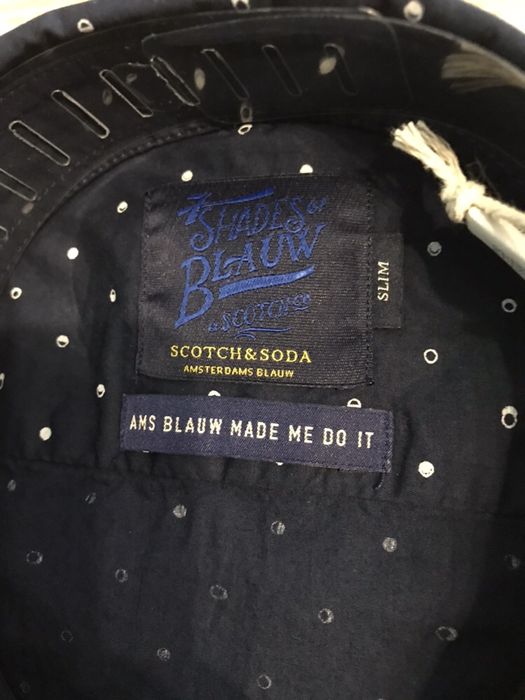 SHADES OF
BLAUW
SCOTCH&SODA
AMSTERDAMS BLAUW
SLIM
AMS BLAUW MADE ME DO IT